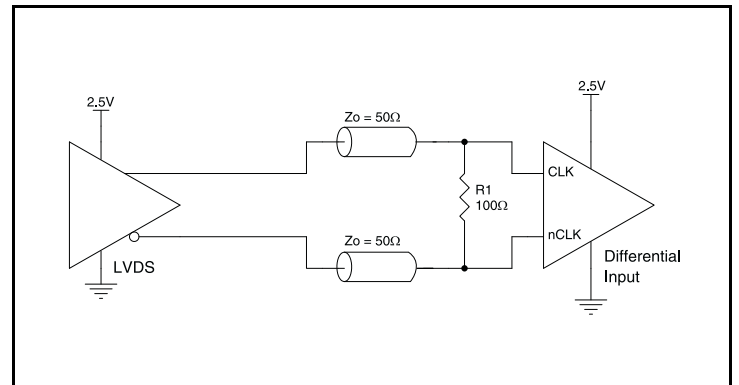 2.5V
2.5V
Zo = 50Ω
CLK
R1
100Ω
nCLK
Zo = 50Ω
LVDS
Differential
Input